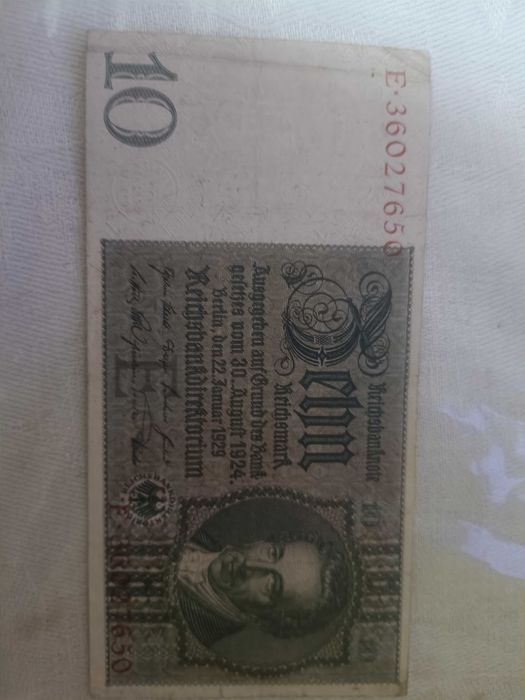 E·36027650
10
Reichsbanknote
Zehn
Reichsmark
Ausgegeben auf Grund des Bank-
gesetzes vom 30. August 1924
Berlin, den 22. Januar 1929
Reichsbankdirektorium
E
10
E·36027650